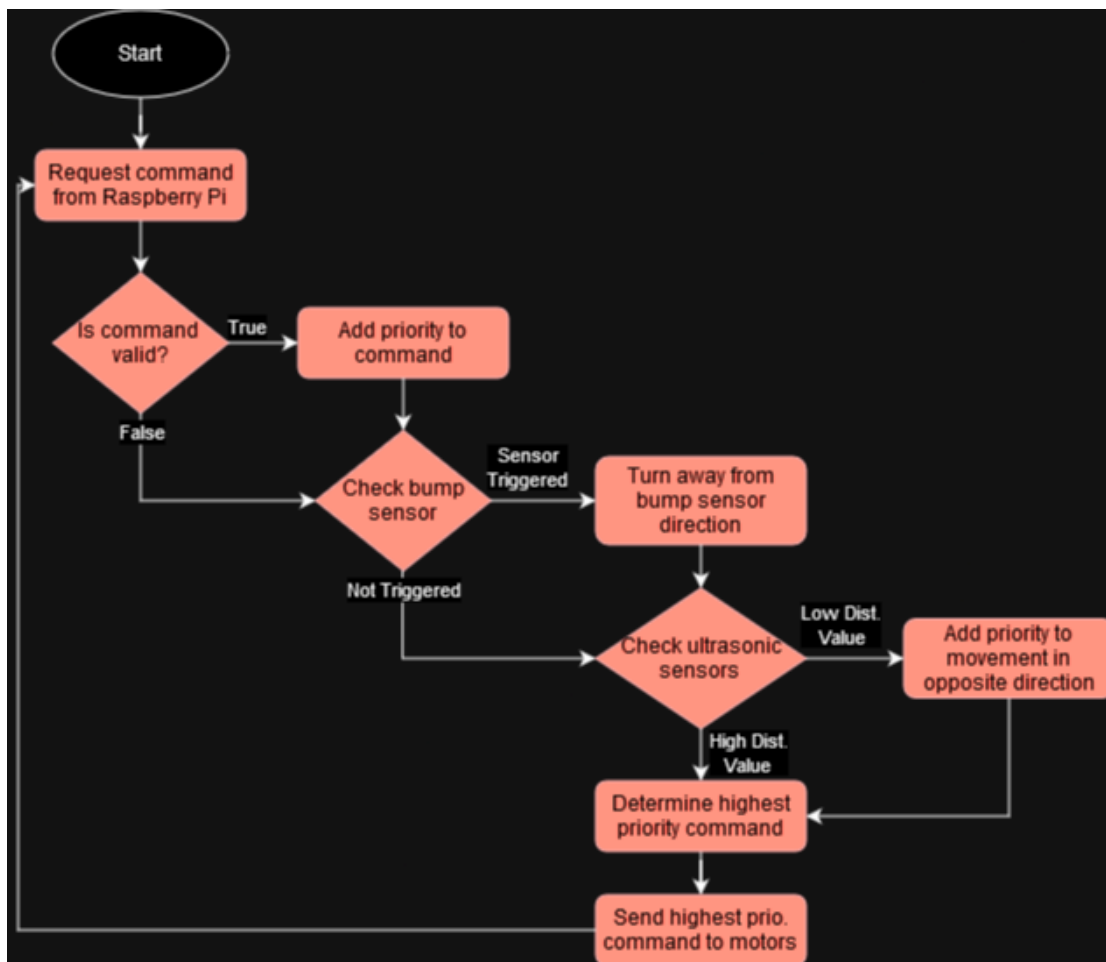 Start
Request command
from Raspberry Pi
Is command
valid?
True
Add priority to
command
False
Check bump
sensor
Sensor
Triggered
Turn away from
bump sensor
direction
Not Triggered
Check ultrasonic
sensors
Low Dist.
Value
Add priority to
movement in
opposite direction
High Dist.
Value
Determine highest
priority command
Send highest prio.
command to motors